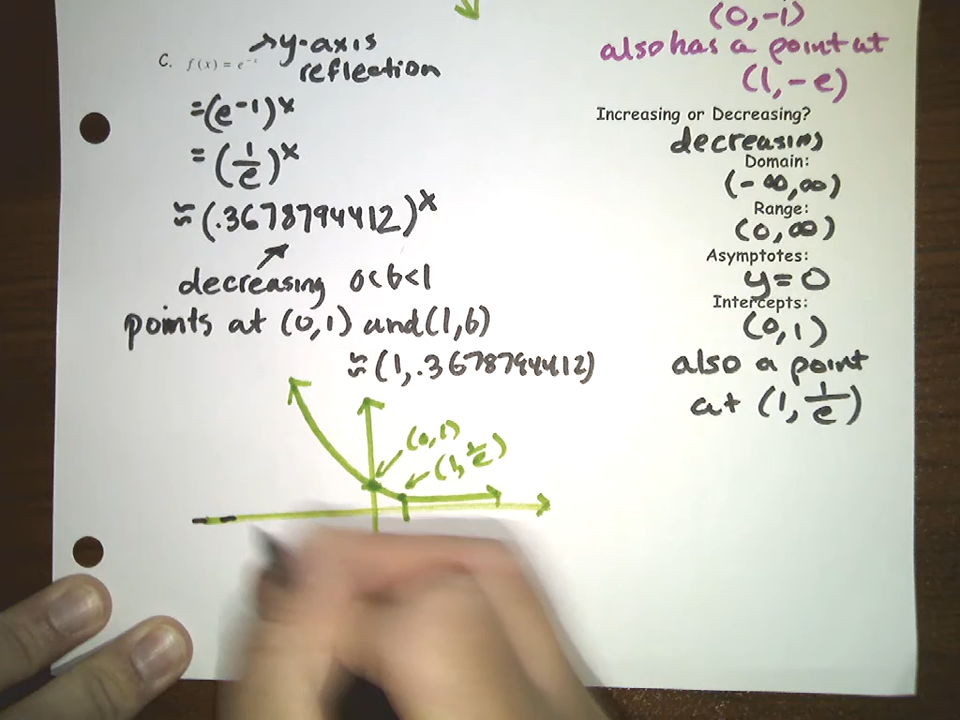 (0,-1)
also has a point at
(1,-e)
C. f(x) = e^-x → y-axis
reflection
=(e-1)^x
=(1/e)^x
≈(.3678794412)^x
decreasing 0<b<1
points at (0,1) and (1,b)
≈(1,.3678794412)
Increasing or Decreasing?
decreasing
Domain:
(-∞,∞)
Range:
(0,∞)
Asymptotes:
y=0
Intercepts:
(0,1)
also a point
at (1,1/e)
(0,1)
(1,1/e)